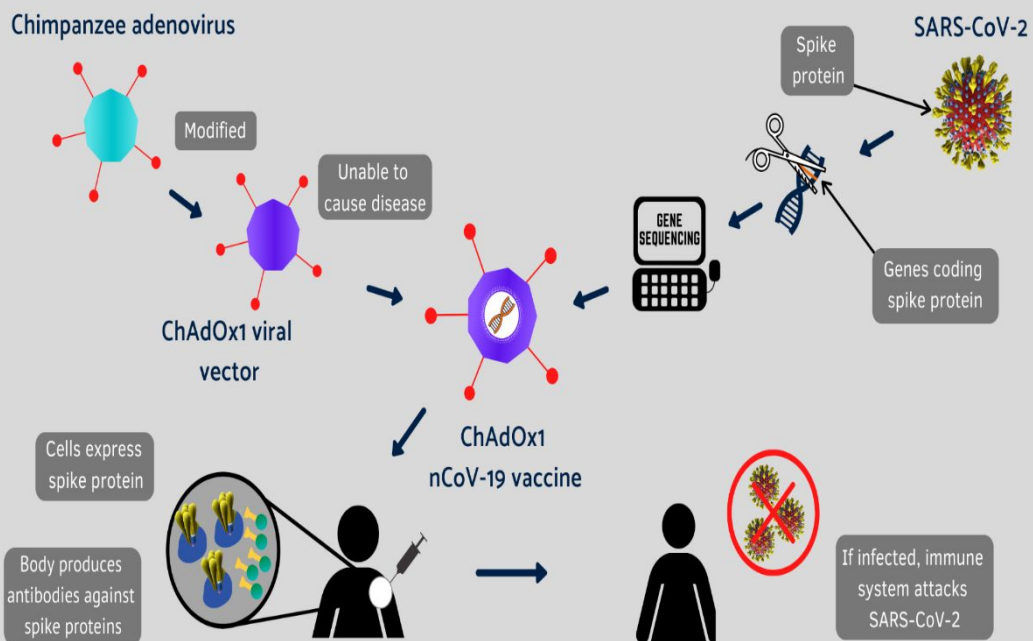 Chimpanzee adenovirus
SARS-CoV-2
Spike
protein
Modified
Unable to
cause disease
GENE
SEQUENCING
Genes coding
spike protein
ChAdOx1 viral
vector
ChAdOx1
nCoV-19 vaccine
Cells express
spike protein
Body produces
antibodies against
spike proteins
If infected, immune
system attacks
SARS-CoV-2